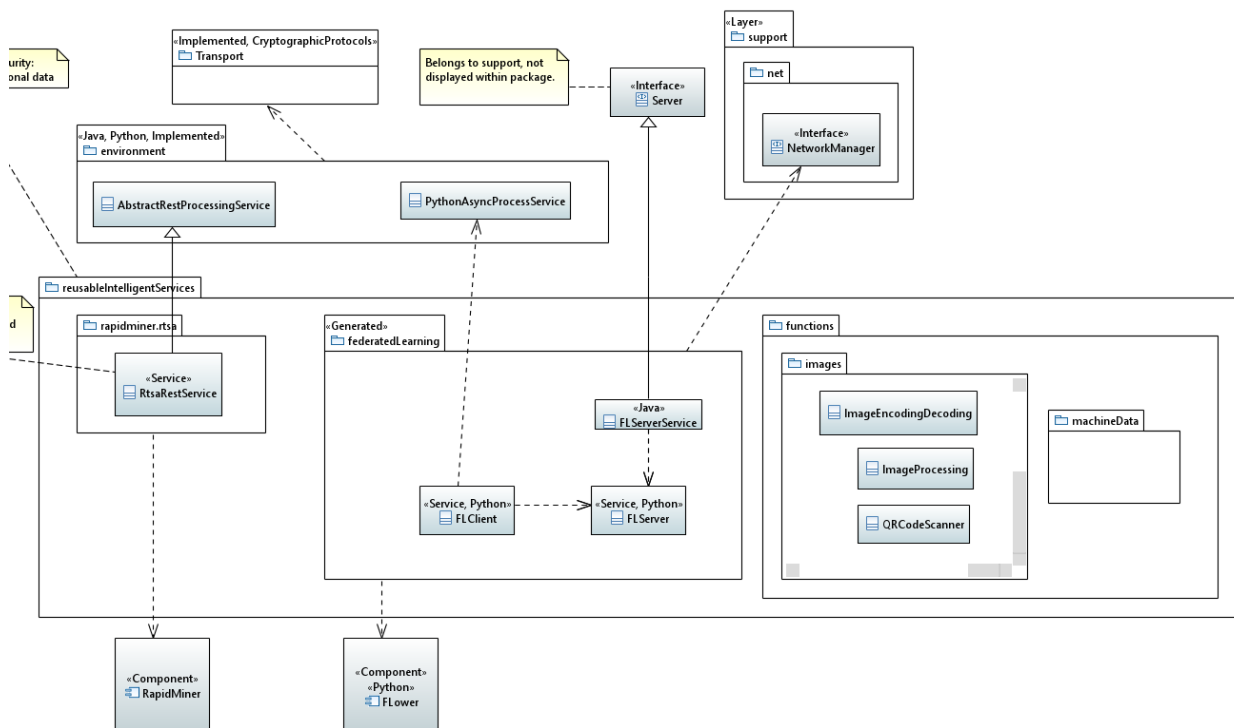 «Layer»
support
«Implemented, CryptographicProtocols»
Transport
urity:
onal data
Belongs to support, not
displayed within package.
«Interface»
Server
net
«Interface»
NetworkManager
«Java, Python, Implemented»
environment
AbstractRestProcessingService
PythonAsyncProcessService
reusableIntelligentServices
d
rapidminer.rtsa
«Service»
RtsaRestService
«Generated»
federatedLearning
«Java»
FLServerService
«Service, Python»
FLClient
«Service, Python»
FLServer
functions
images
ImageEncodingDecoding
ImageProcessing
QRCodeScanner
machineData
«Component»
RapidMiner
«Component»
«Python»
FLower